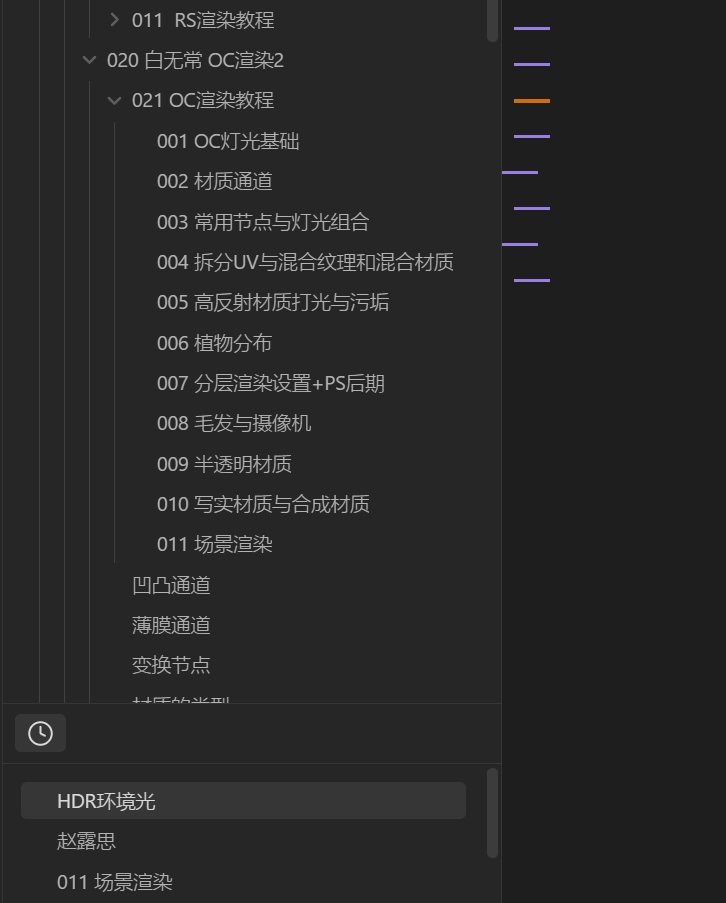 011  RS渲染教程
020 白无常 OC渲染2
021 OC渲染教程
001 OC灯光基础
002 材质通道
003 常用节点与灯光组合
004 拆分UV与混合纹理和混合材质
005 高反射材质打光与污垢
006 植物分布
007 分层渲染设置+PS后期
008 毛发与摄像机
009 半透明材质
010 写实材质与合成材质
011 场景渲染
凹凸通道
薄膜通道
变换节点
材质的类型
HDR环境光
赵露思
011 场景渲染